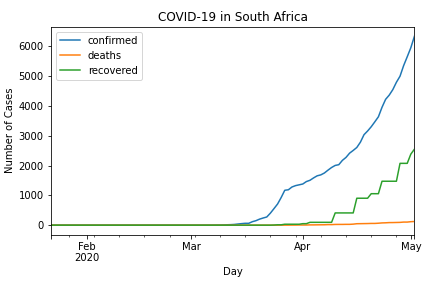 COVID-19 in South Africa
confirmed
deaths
recovered
Number of Cases
6000
5000
4000
3000
2000
1000
0
Feb
2020
Mar
Apr
May
Day